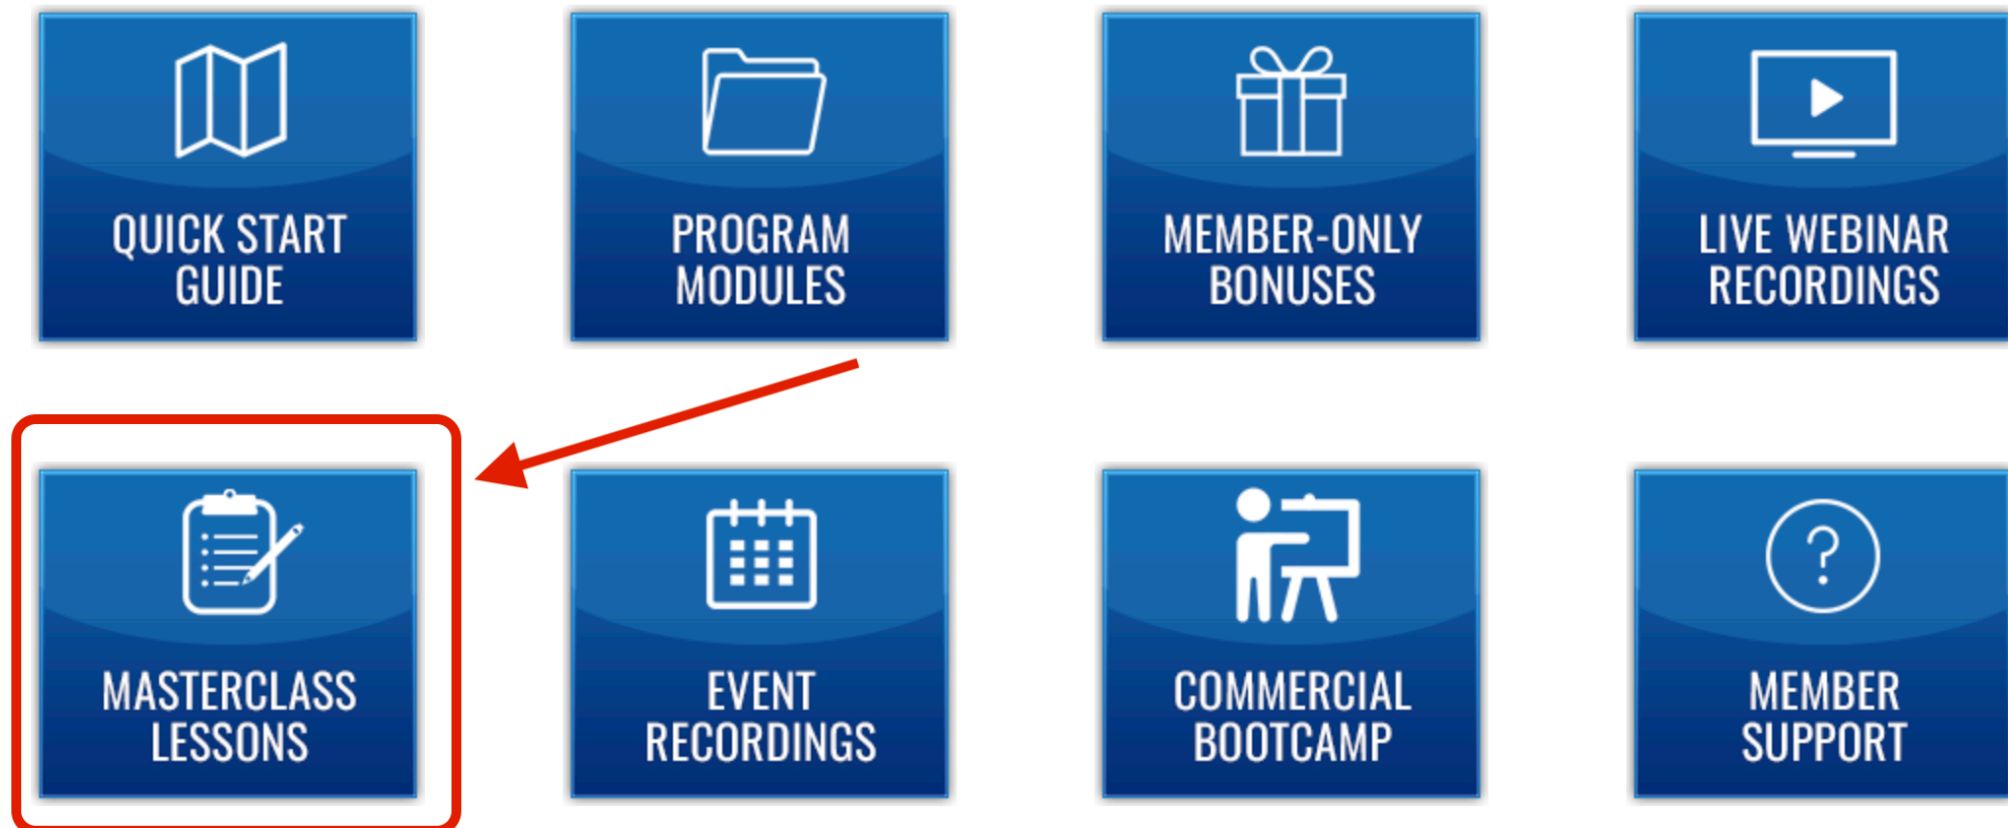 QUICK START
GUIDE
PROGRAM
MODULES
MEMBER-ONLY
BONUSES
LIVE WEBINAR
RECORDINGS
MASTERCLASS
LESSONS
EVENT
RECORDINGS
COMMERCIAL
BOOTCAMP
?
MEMBER
SUPPORT